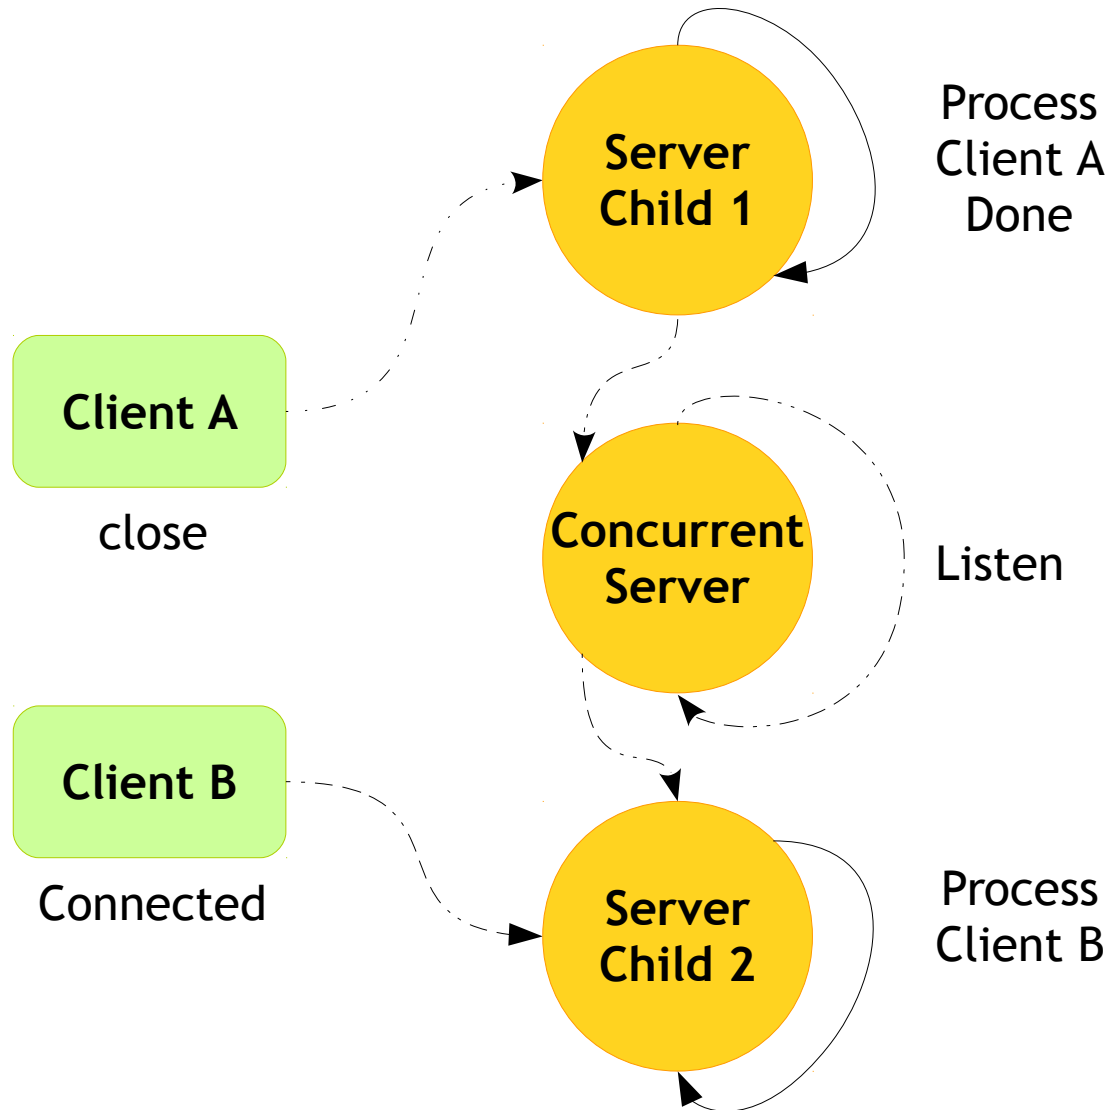 Server
Child 1
Process
Client A
Done
Client A
close
Concurrent
Server
Listen
Client B
Connected
Server
Child 2
Process
Client B